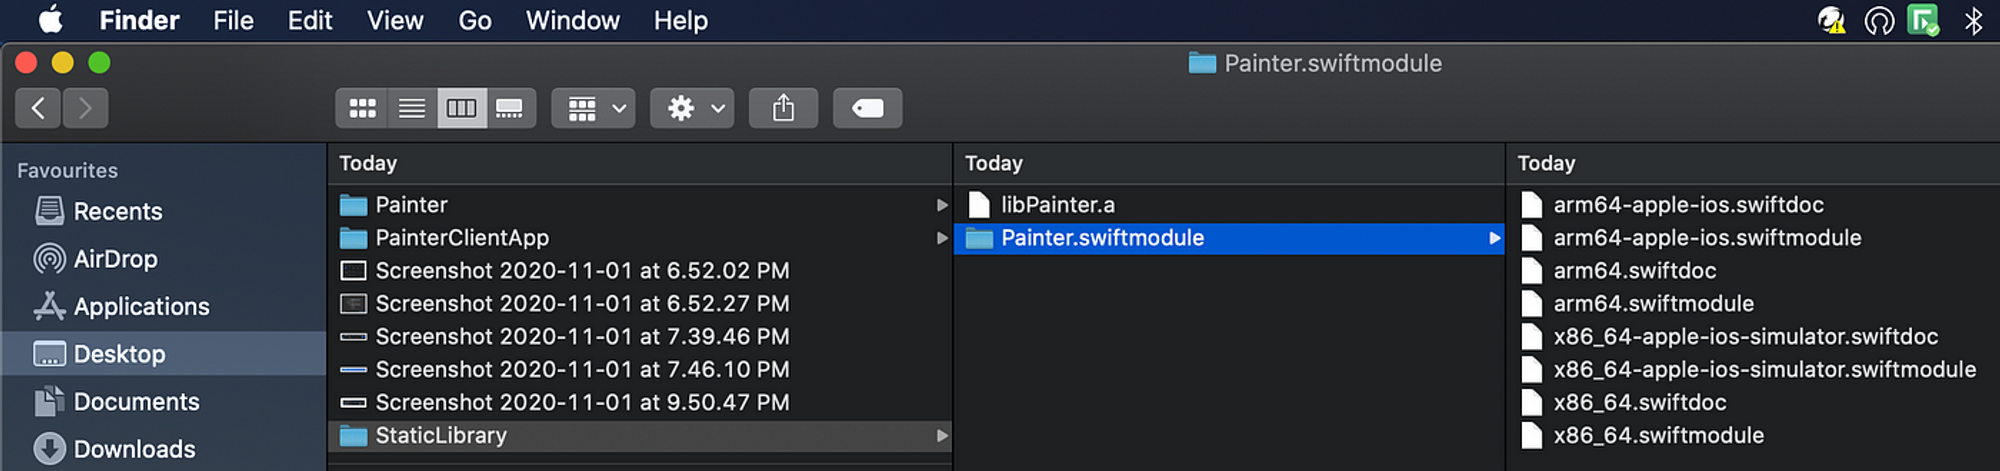 Finder File Edit View Go Window Help
Painter.swiftmodule
Favourites
Recents
AirDrop
Applications
Desktop
Documents
Downloads
Today
Painter
PainterClientApp
Screenshot 2020-11-01 at 6.52.02 PM
Screenshot 2020-11-01 at 6.52.27 PM
Screenshot 2020-11-01 at 7.39.46 PM
Screenshot 2020-11-01 at 7.46.10 PM
Screenshot 2020-11-01 at 9.50.47 PM
StaticLibrary
Today
libPainter.a
Painter.swiftmodule
Today
arm64-apple-ios.swiftdoc
arm64-apple-ios.swiftmodule
arm64.swiftdoc
arm64.swiftmodule
x86_64-apple-ios-simulator.swiftdoc
x86_64-apple-ios-simulator.swiftmodule
x86_64.swiftdoc
x86_64.swiftmodule